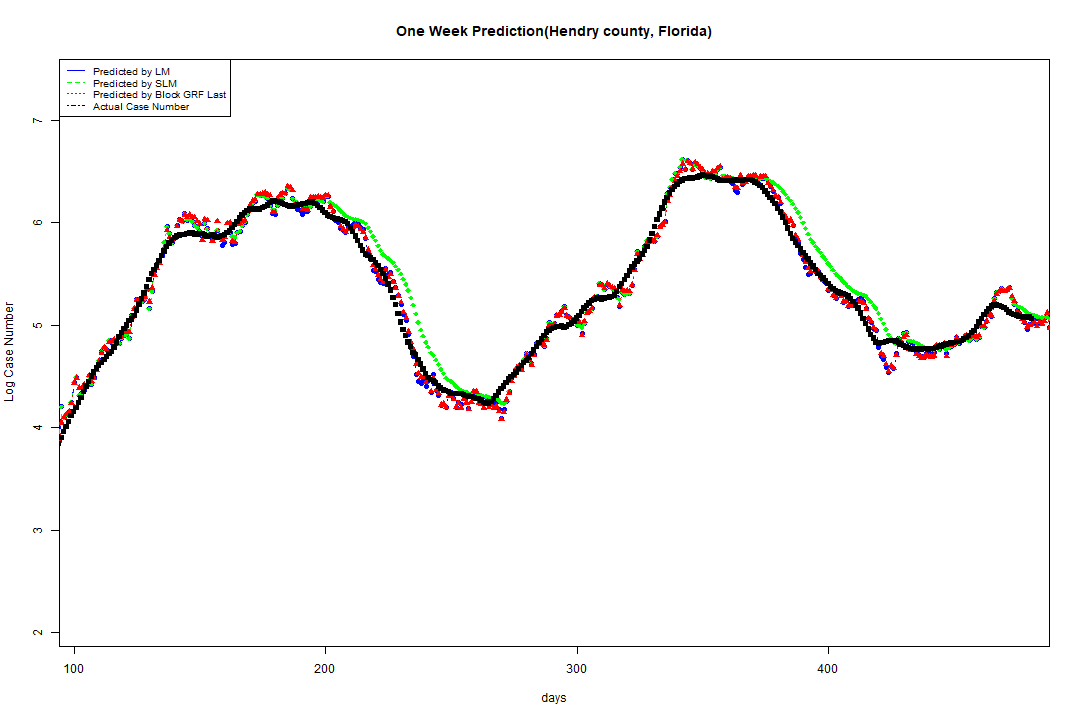 One Week Prediction(Hendry county, Florida)
Predicted by LM
Predicted by SLM
Predicted by Block GRF Last
Actual Case Number
7
6
5
4
3
2
Log Case Number
100 200 300 400
days